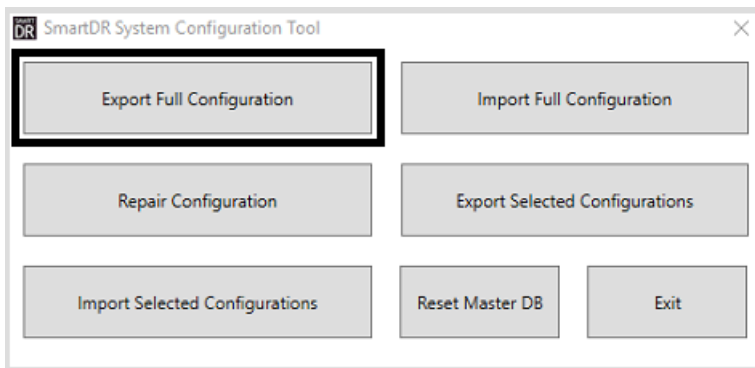 SMART DR SmartDR System Configuration Tool
Export Full Configuration
Import Full Configuration
Repair Configuration
Export Selected Configurations
Import Selected Configurations
Reset Master DB
Exit